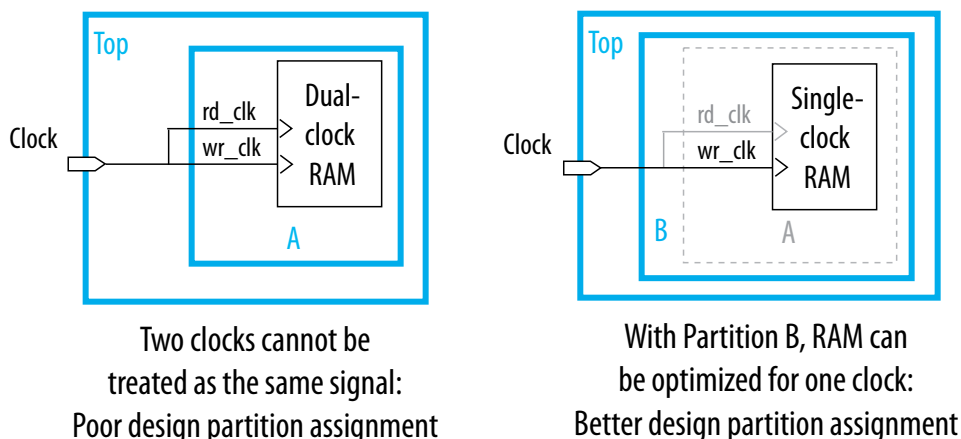 Top
Dual-
clock
RAM
rd_clk
wr_clk
Clock
A
Two clocks cannot be
treated as the same signal:
Poor design partition assignment
Top
Single-
clock
RAM
rd_clk
wr_clk
Clock
B
A
With Partition B, RAM can
be optimized for one clock:
Better design partition assignment